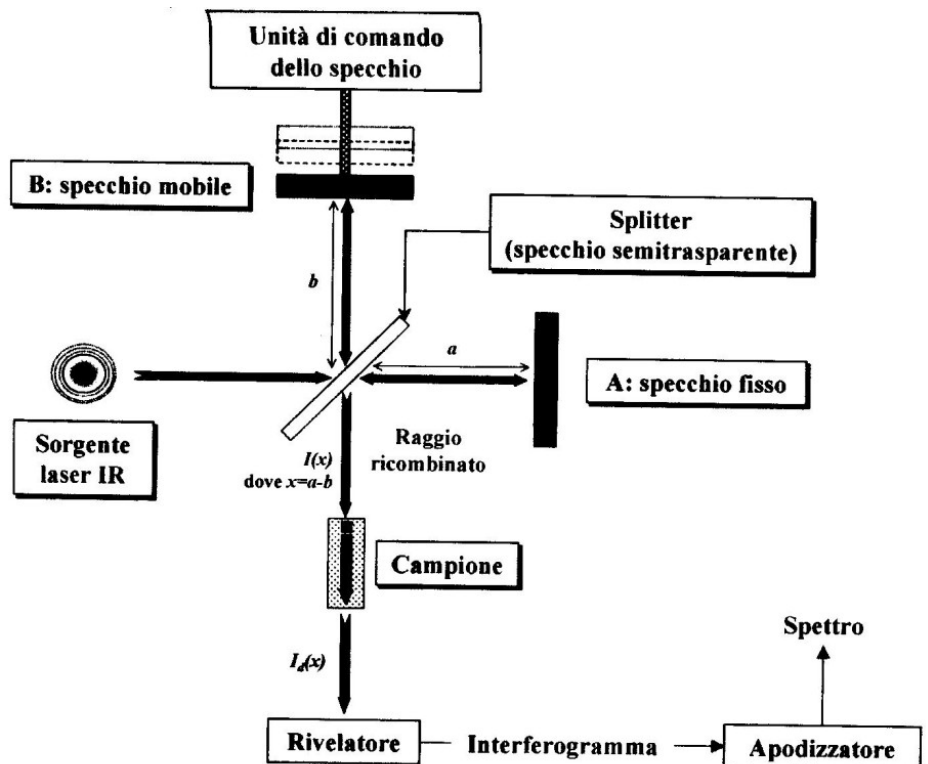 Unità di comando
dello specchio
B: specchio mobile
Splitter
(specchio semitrasparente)
b
a
A: specchio fisso
Sorgente
laser IR
Raggio
ricombinato
I(x)
dove x=a-b
Campione
Spettro
I_d(x)
Rivelatore
Interferogramma
Apodizzatore